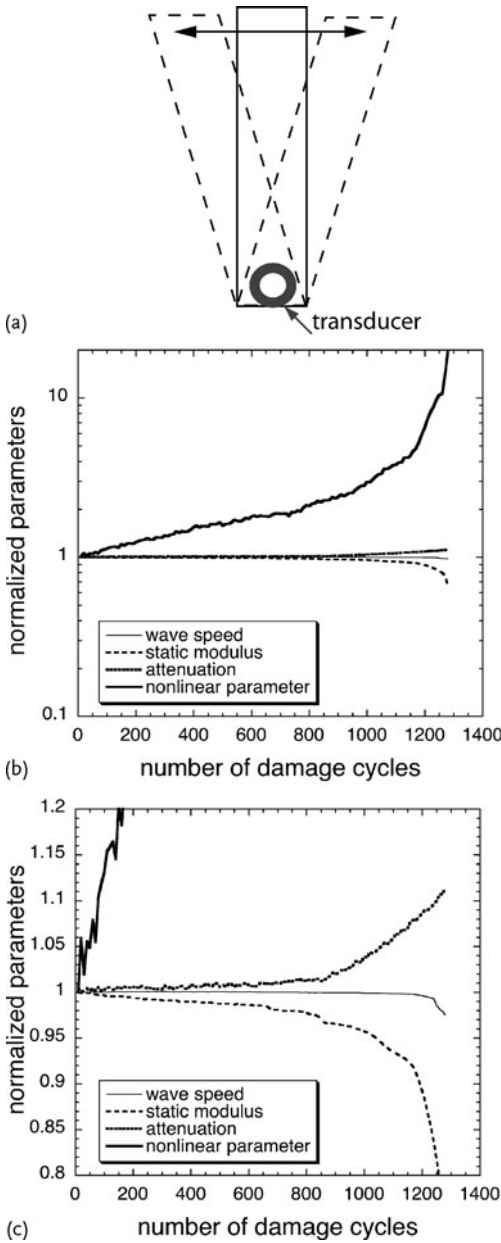 (a)
transducer
10
1
0.1
normalized parameters
wave speed
static modulus
attenuation
nonlinear parameter
0 200 400 600 800 1000 1200 1400
(b)
number of damage cycles
1.2
1.15
1.1
1.05
1
0.95
0.9
0.85
0.8
normalized parameters
wave speed
static modulus
attenuation
nonlinear parameter
0 200 400 600 800 1000 1200 1400
(c)
number of damage cycles